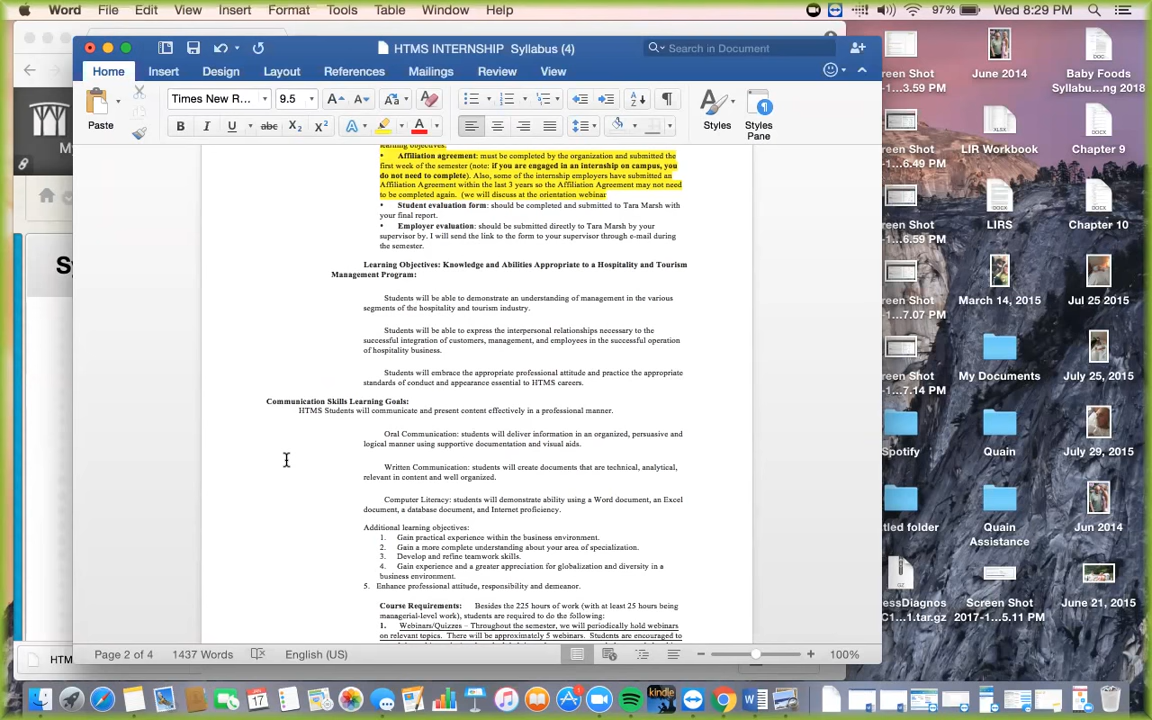 Word File Edit View Insert Format Tools Table Window Help
97% Wed 8:29 PM
HTMS INTERNSHIP Syllabus (4)
Search in Document
Home Insert Design Layout References Mailings Review View
Paste
Times New R... 9.5
Styles
Styles Pane
learning objectives.
• Affiliation agreement: must be completed by the organization and submitted the
first week of the semester (note: if you are engaged in an internship on campus, you
do not need to complete). Also, some of the internship employers have submitted an
Affiliation Agreement within the last 3 years so the Affiliation Agreement may not need
to be completed again. (we will discuss at the orientation webinar
• Student evaluation form: should be completed and submitted to Tara Marsh with
your final report.
• Employer evaluation: should be submitted directly to Tara Marsh by your
supervisor by. I will send the link to the form to your supervisor through e-mail during
the semester.
Learning Objectives: Knowledge and Abilities Appropriate to a Hospitality and Tourism
Management Program:
Students will be able to demonstrate an understanding of management in the various
segments of the hospitality and tourism industry.
Students will be able to express the interpersonal relationships necessary to the
successful integration of customers, management, and employees in the successful operation
of hospitality business.
Students will embrace the appropriate professional attitude and practice the appropriate
standards of conduct and appearance essential to HTMS careers.
Communication Skills Learning Goals:
HTMS Students will communicate and present content effectively in a professional manner.
Oral Communication: students will deliver information in an organized, persuasive and
logical manner using supportive documentation and visual aids.
Written Communication: students will create documents that are technical, analytical,
relevant in content and well organized.
Computer Literacy: students will demonstrate ability using a Word document, an Excel
document, a database document, and Internet proficiency.
Additional learning objectives:
1. Gain practical experience within the business environment.
2. Gain a more complete understanding about your area of specialization.
3. Develop and refine teamwork skills.
4. Gain experience and a greater appreciation for globalization and diversity in a
business environment.
5. Enhance professional attitude, responsibility and demeanor.
Course Requirements: Besides the 225 hours of work (with at least 25 hours being
managerial-level work), students are required to do the following:
1. Webinars/Quizzes – Throughout the semester, we will periodically hold webinars
on relevant topics. There will be approximately 5 webinars. Students are encouraged to
Page 2 of 4 1437 Words English (US) 100%
My
Sy
HTM
reen Shot
-1...3.59 PM
June 2014
Baby Foods
Syllabu...ng 2018
reen Shot
-1...6.49 PM
LIR Workbook
Chapter 9
reen Shot
-1...6.59 PM
LIRS
Chapter 10
reen Shot
-1...7.07 PM
March 14, 2015
Jul 25 2015
reen Shot
-1...7.14 PM
My Documents
July 25, 2015
Spotify
Quain
July 25, 2015
titled folder
Quain
Assistance
Jun 2014
essDiagnos
C1...1.tar.gz
Screen Shot
2017-1...5.11 PM
June 21, 2015
XLSX
GZ
17
kindle